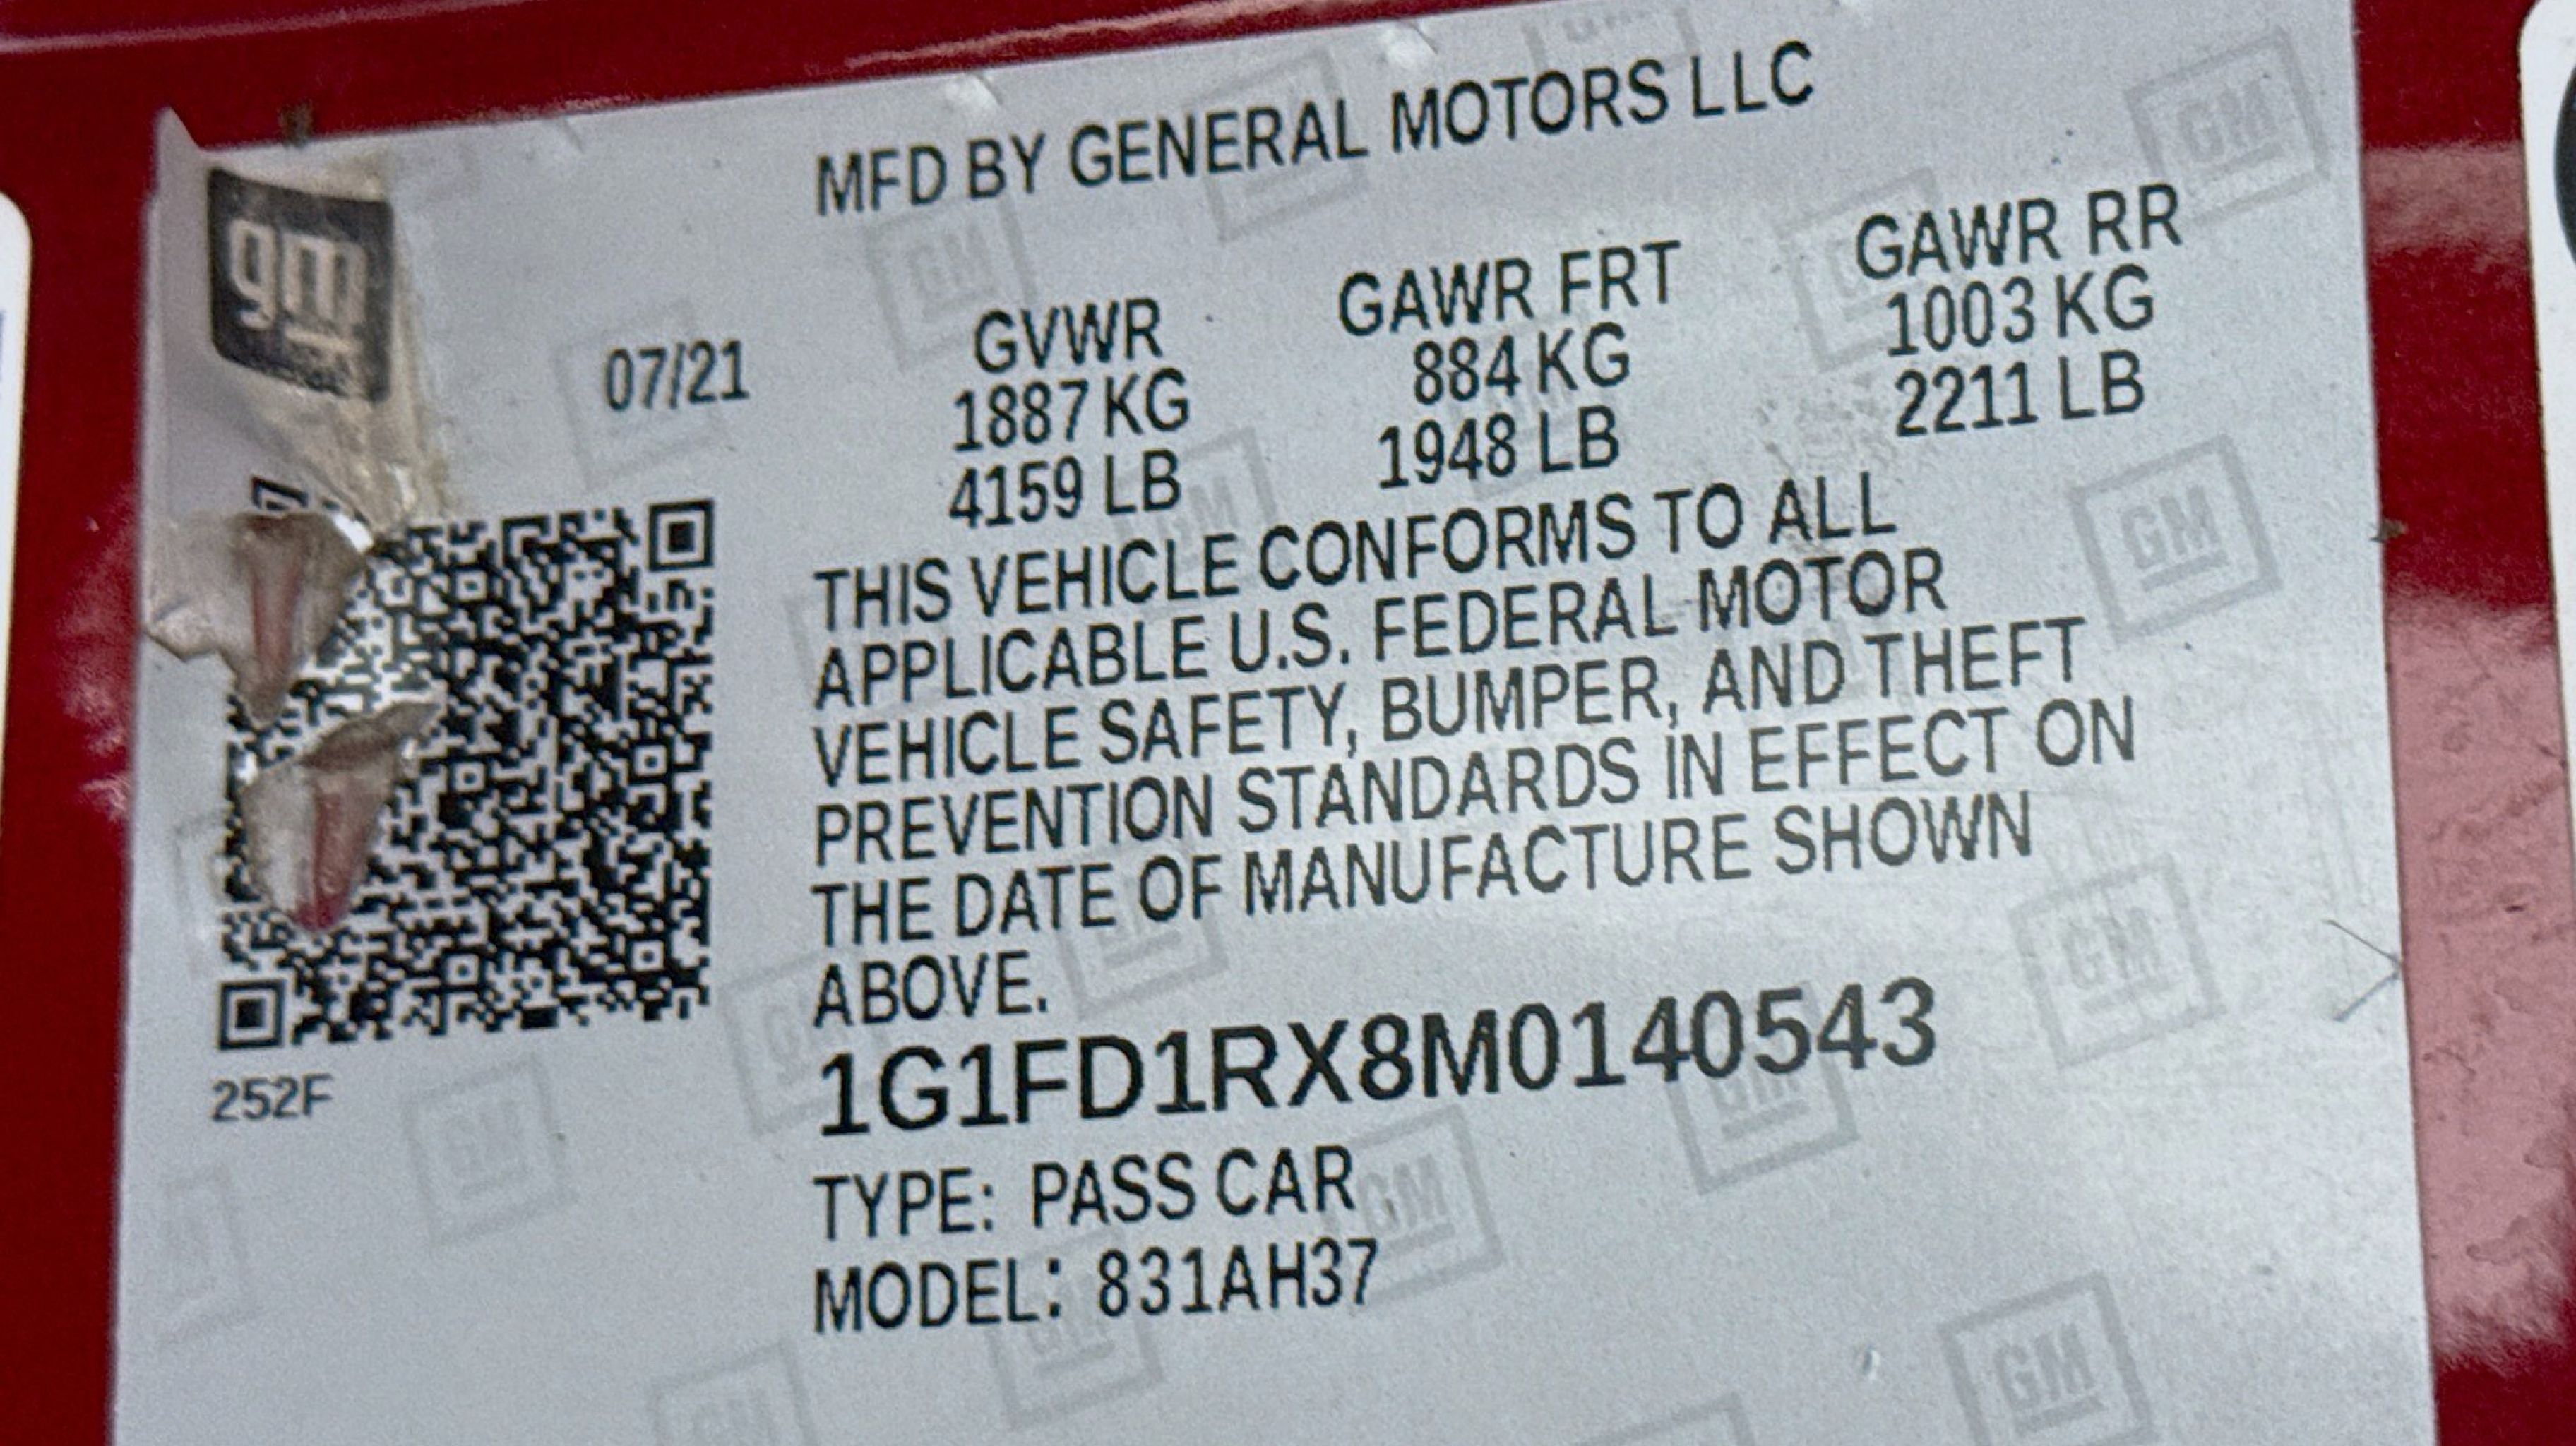 MFD BY GENERAL MOTORS LLC
gm
07/21
GVWR GAWR FRT GAWR RR
1887 KG 884 KG 1003 KG
4159 LB 1948 LB 2211 LB
THIS VEHICLE CONFORMS TO ALL
APPLICABLE U.S. FEDERAL MOTOR
VEHICLE SAFETY, BUMPER, AND THEFT
PREVENTION STANDARDS IN EFFECT ON
THE DATE OF MANUFACTURE SHOWN
ABOVE.
1G1FD1RX8M0140543
252F
TYPE: PASS CAR
MODEL: 831AH37